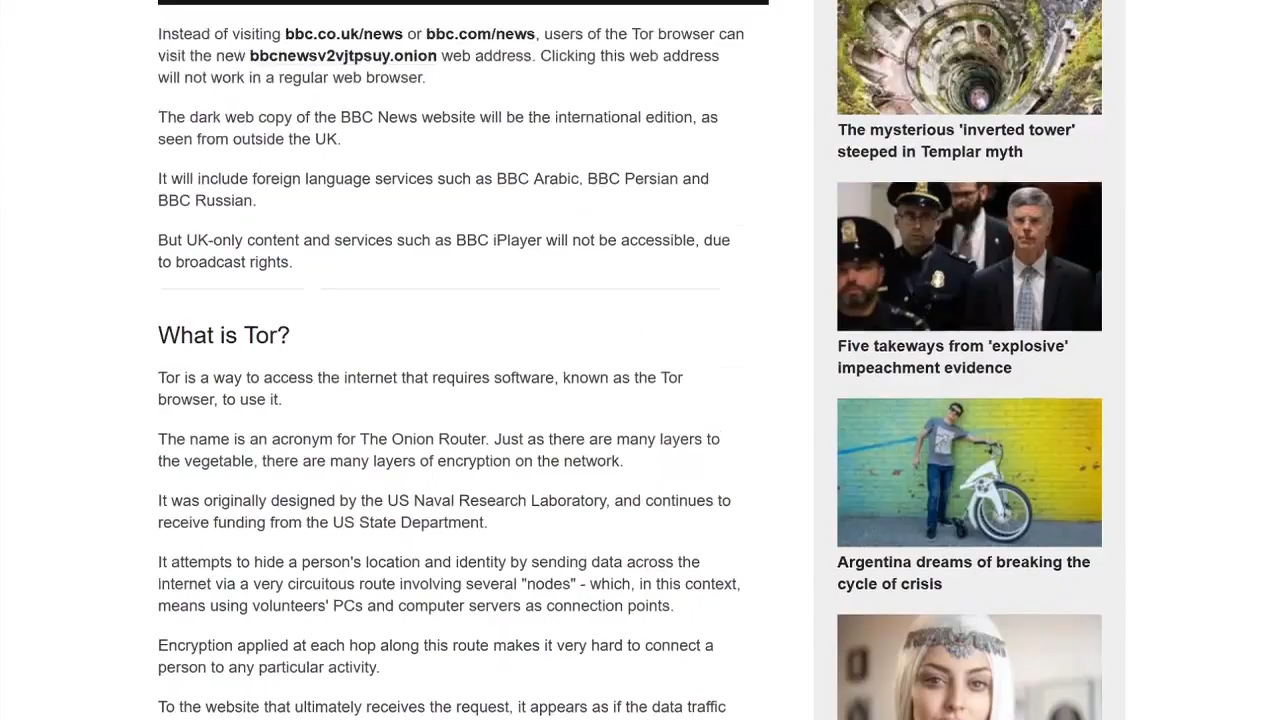 Instead of visiting bbc.co.uk/news or bbc.com/news, users of the Tor browser can
visit the new bbcnewsv2vjtpsuy.onion web address. Clicking this web address
will not work in a regular web browser.
The dark web copy of the BBC News website will be the international edition, as
seen from outside the UK.
It will include foreign language services such as BBC Arabic, BBC Persian and
BBC Russian.
But UK-only content and services such as BBC iPlayer will not be accessible, due
to broadcast rights.
What is Tor?
Tor is a way to access the internet that requires software, known as the Tor
browser, to use it.
The name is an acronym for The Onion Router. Just as there are many layers to
the vegetable, there are many layers of encryption on the network.
It was originally designed by the US Naval Research Laboratory, and continues to
receive funding from the US State Department.
It attempts to hide a person's location and identity by sending data across the
internet via a very circuitous route involving several "nodes" - which, in this context,
means using volunteers' PCs and computer servers as connection points.
Encryption applied at each hop along this route makes it very hard to connect a
person to any particular activity.
To the website that ultimately receives the request, it appears as if the data traffic
The mysterious 'inverted tower'
steeped in Templar myth
Five takeways from 'explosive'
impeachment evidence
Argentina dreams of breaking the
cycle of crisis